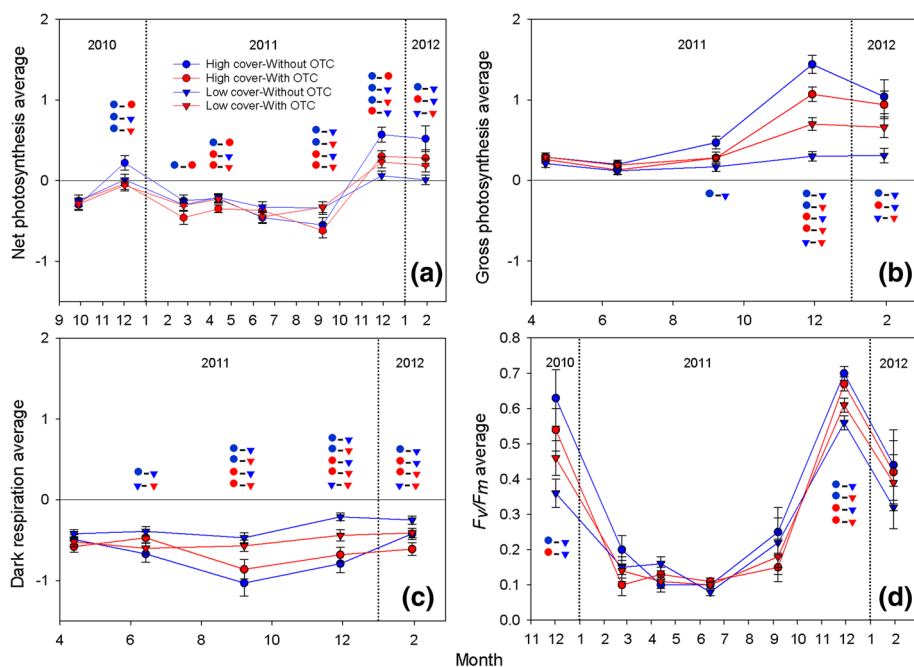 2
2010
2011
2012
High cover-Without OTC
High cover-With OTC
Low cover-Without OTC
Low cover-With OTC
1
0
-1
Net photosynthesis average
(a)
9 10 11 12 1 2 3 4 5 6 7 8 9 10 11 12 1 2
2
2011
2012
1
0
-1
Gross photosynthesis average
(b)
4 6 8 10 12 2
2
2011
2012
1
0
-1
Dark respiration average
(c)
4 6 8 10 12 2
0.8
2010
2011
2012
0.7
0.6
0.5
0.4
0.3
0.2
0.1
0.0
Fv/Fm average
(d)
11 12 1 2 3 4 5 6 7 8 9 10 11 12 1 2
Month